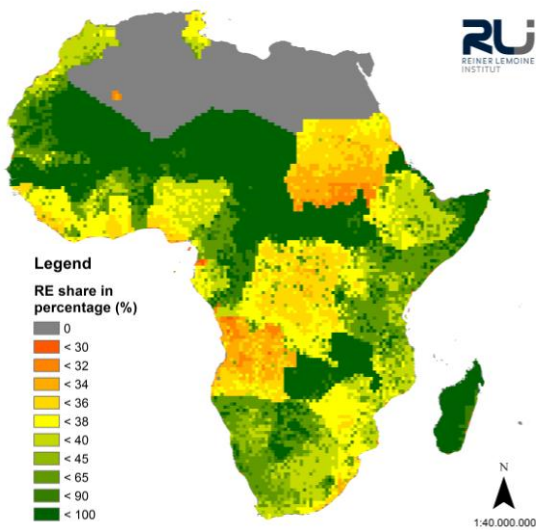 RLI
REINER LEMOINE
INSTITUT
Legend
RE share in
percentage (%)
0
< 30
< 32
< 34
< 36
< 38
< 40
< 45
< 65
< 90
< 100
N
1:40.000.000